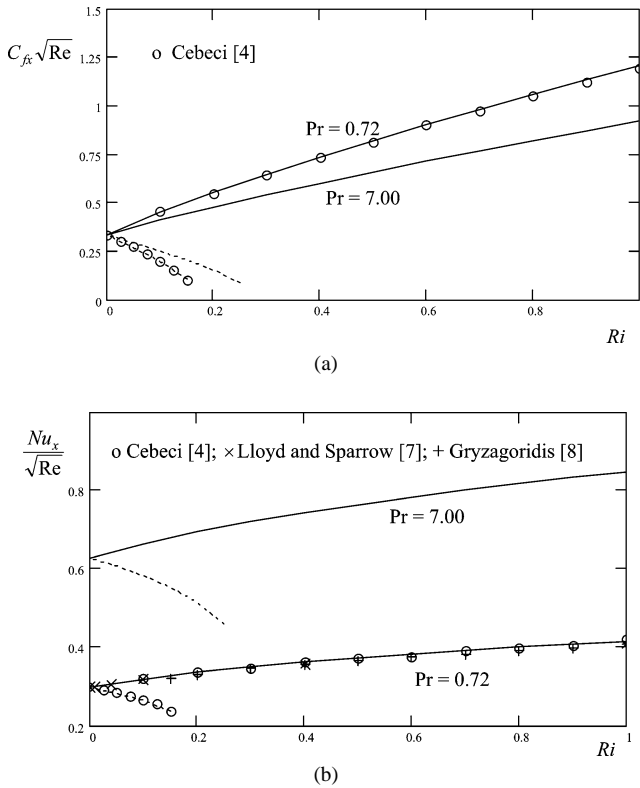 1.5
C_fx√Re
1.25
o Cebeci [4]
1
Pr = 0.72
0.75
0.5
Pr = 7.00
0.25
0
0 0.2 0.4 0.6 0.8
Ri
(a)
Nu_x
√Re
o Cebeci [4]; ×Lloyd and Sparrow [7]; + Gryzagoridis [8]
0.8
Pr = 7.00
0.6
0.4
Pr = 0.72
0.2
0 0.2 0.4 0.6 0.8 1
Ri
(b)